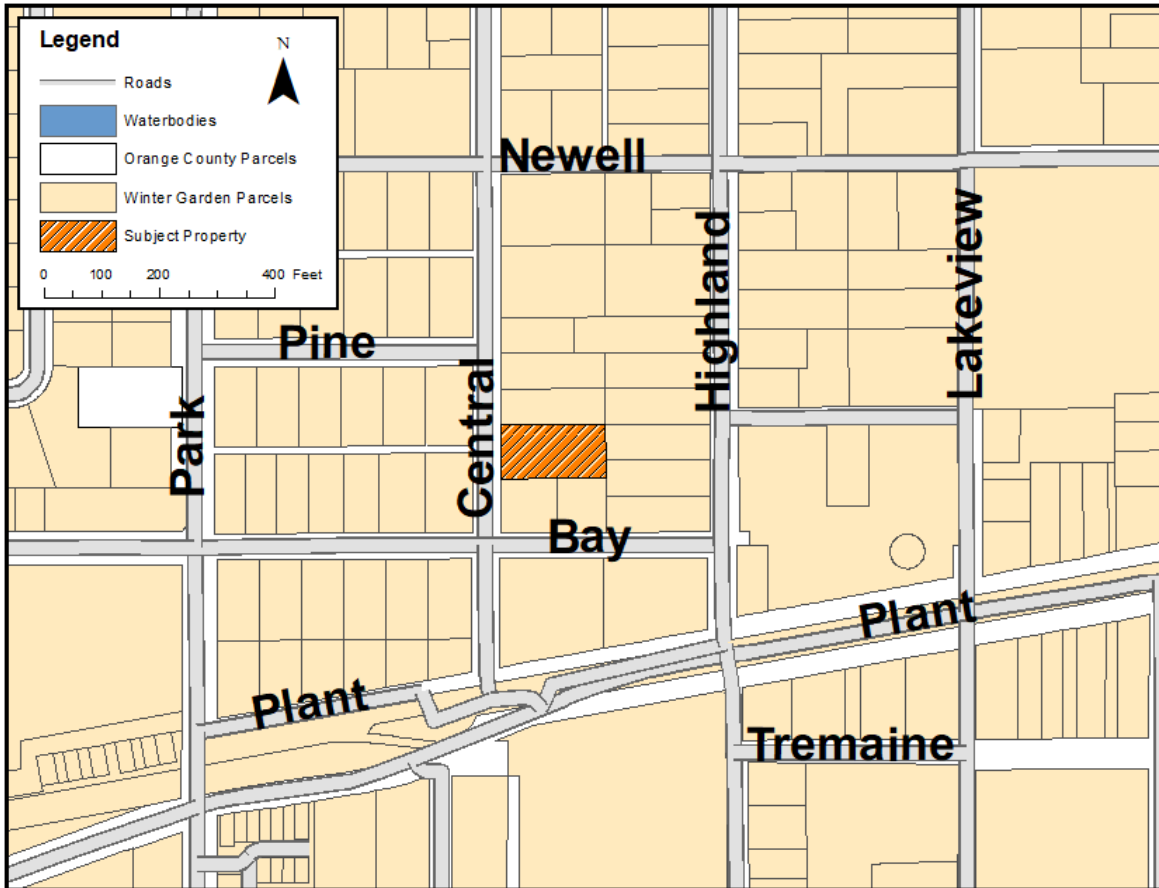 Legend
N
Roads
Waterbodies
Orange County Parcels
Winter Garden Parcels
Subject Property
0 100 200 400 Feet
Newell
Highland
Lakeview
Pine
Central
Park
Bay
Plant
Plant
Tremaine